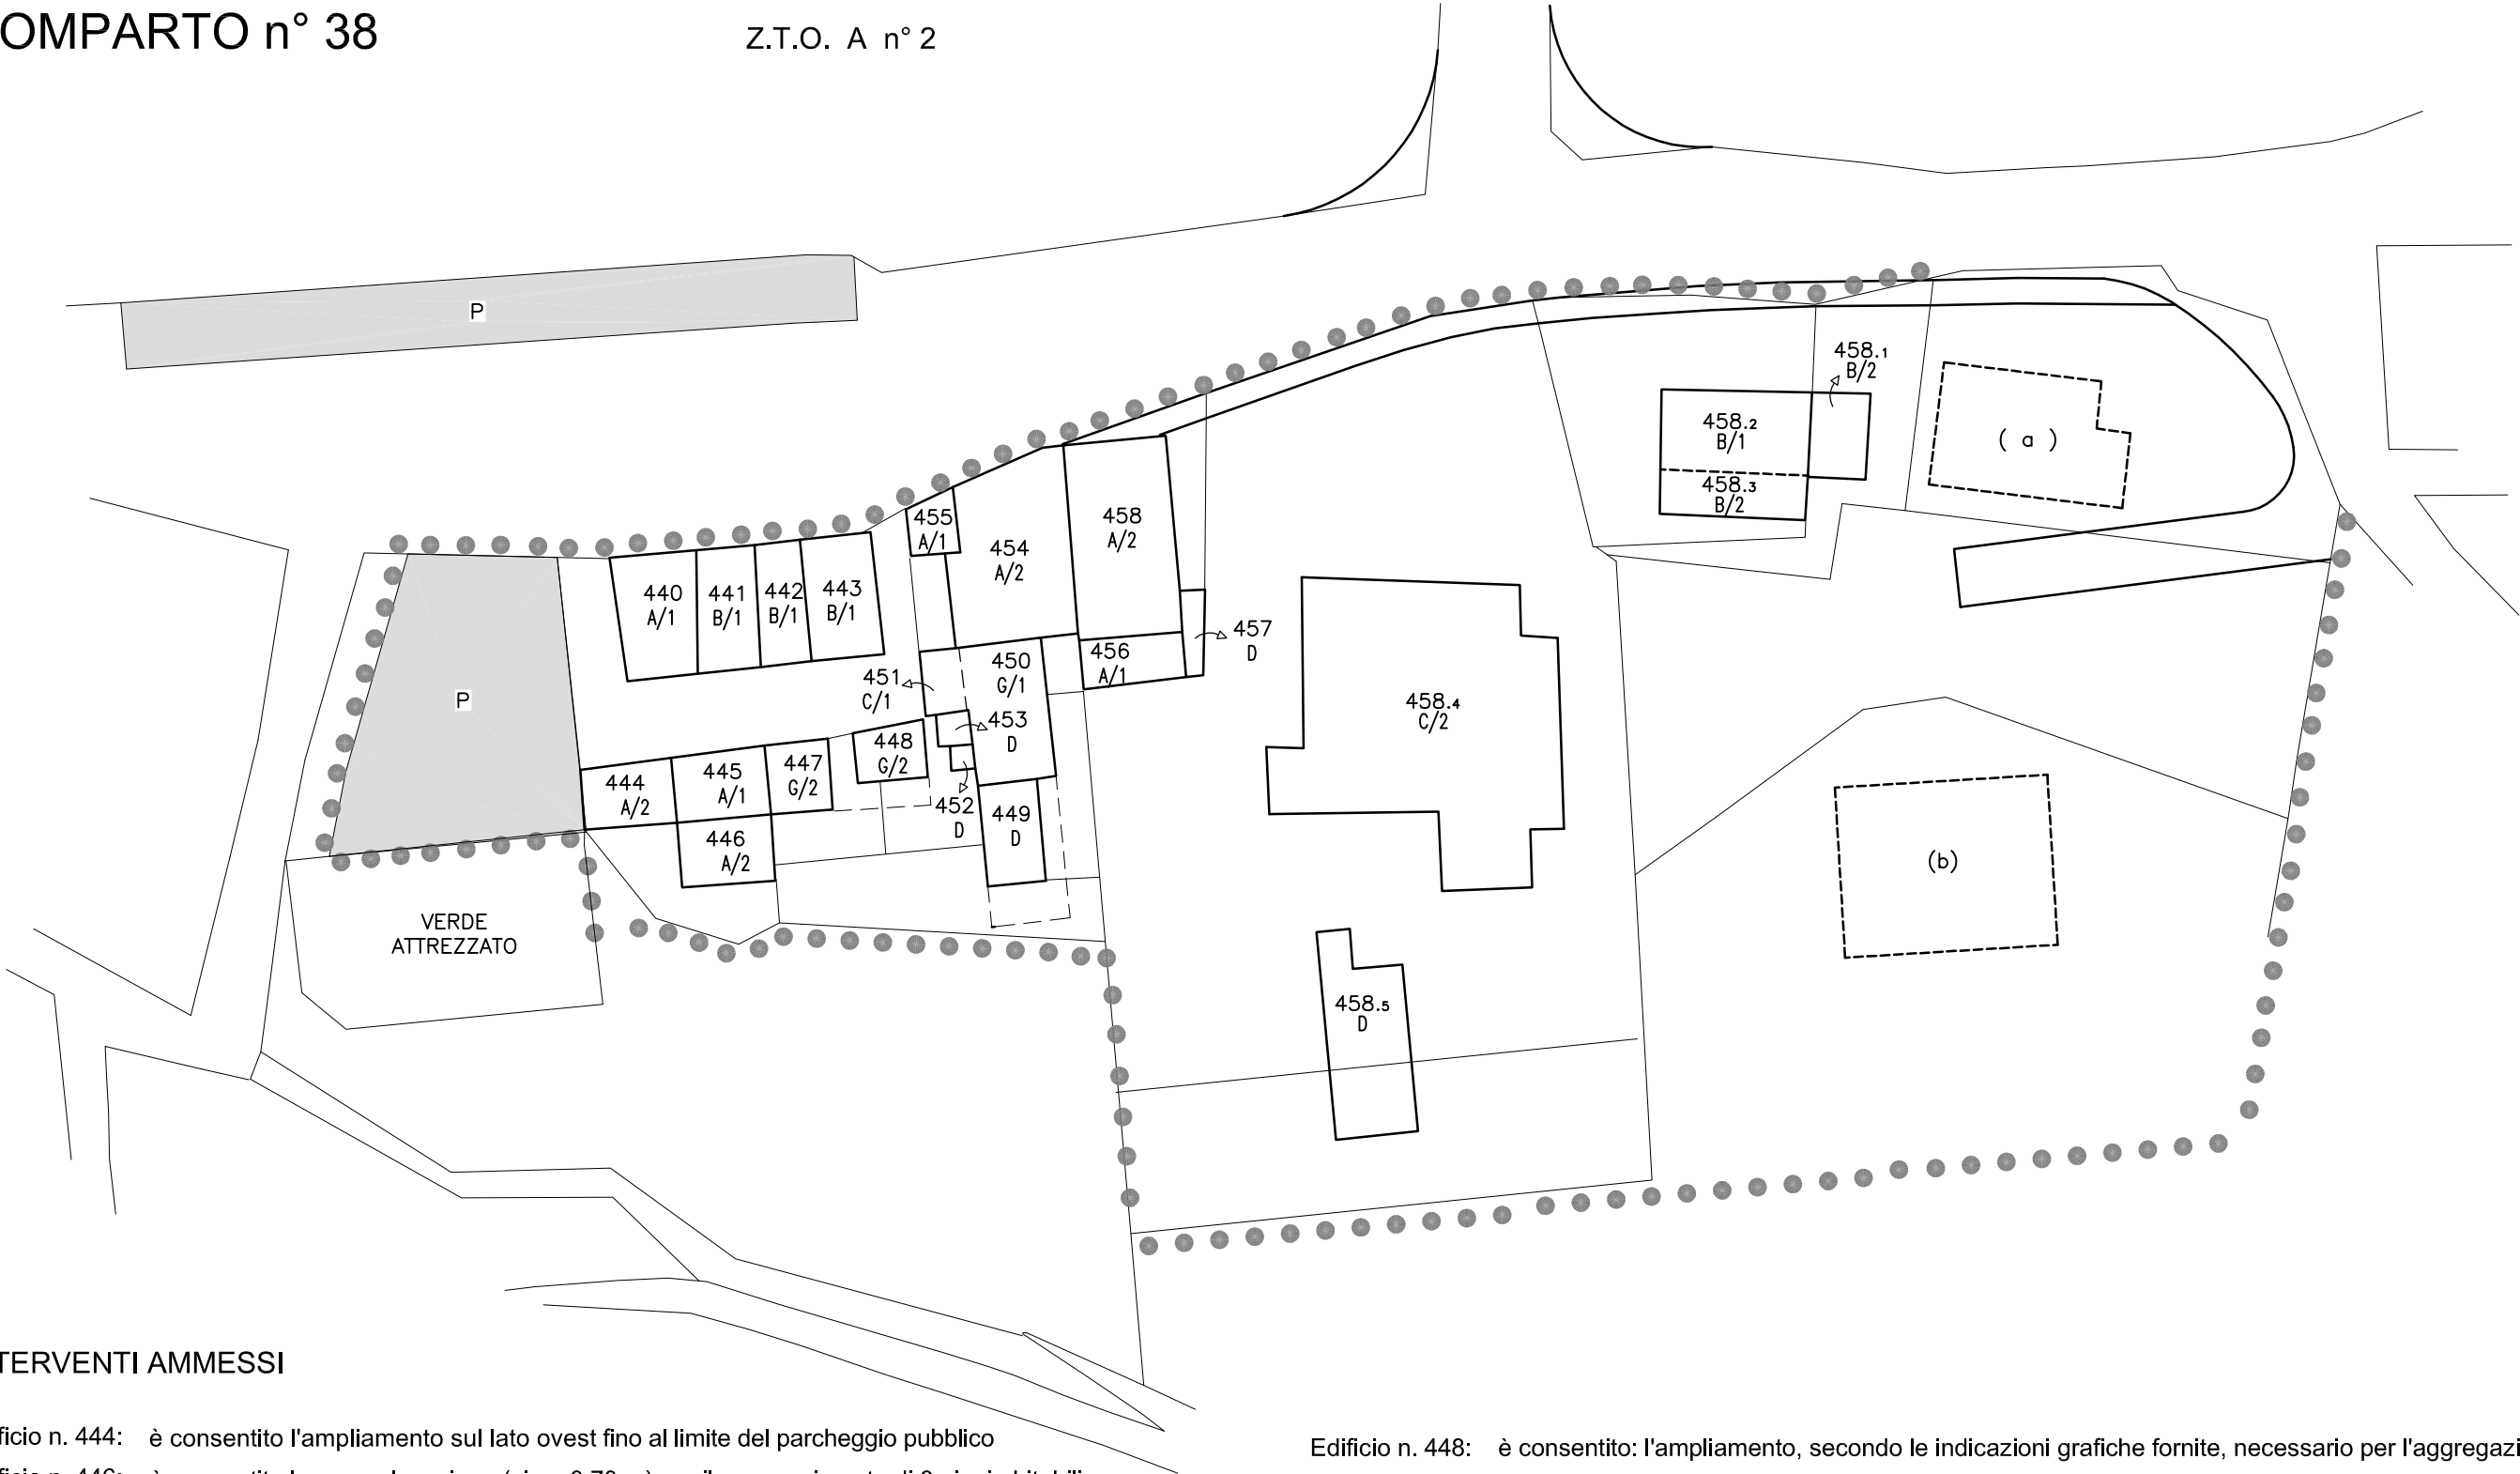 OMPARTO n° 38
Z.T.O. A n° 2
P
458.1
B/2
458.2
B/1
( a )
458.3
B/2
455
A/1
458
A/2
454
A/2
440
A/1
441
B/1
442
B/1
443
B/1
457
D
450
G/1
456
A/1
451
C/1
P
458.4
C/2
453
D
448
G/2
447
G/2
445
A/1
444
A/2
452
D
449
D
446
A/2
(b)
VERDE
ATTREZZATO
458.5
D
TERVENTI AMMESSI
ficio n. 444: è consentito l'ampliamento sul lato ovest fino al limite del parcheggio pubblico
Edificio n. 448: è consentito: l'ampliamento, secondo le indicazioni grafiche fornite, necessario per l'aggregazi